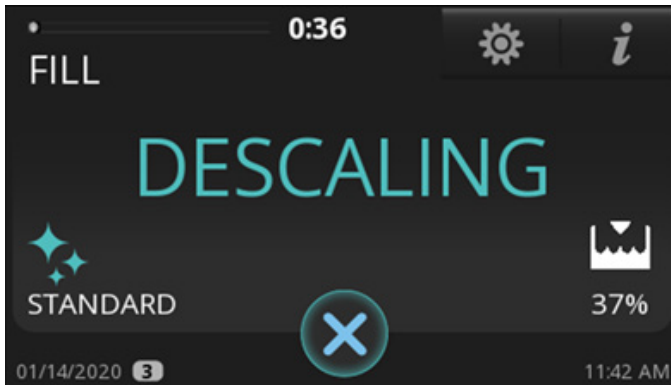 0:36
i
FILL
DESCALING
STANDARD
37%
01/14/2020 3
11:42 AM